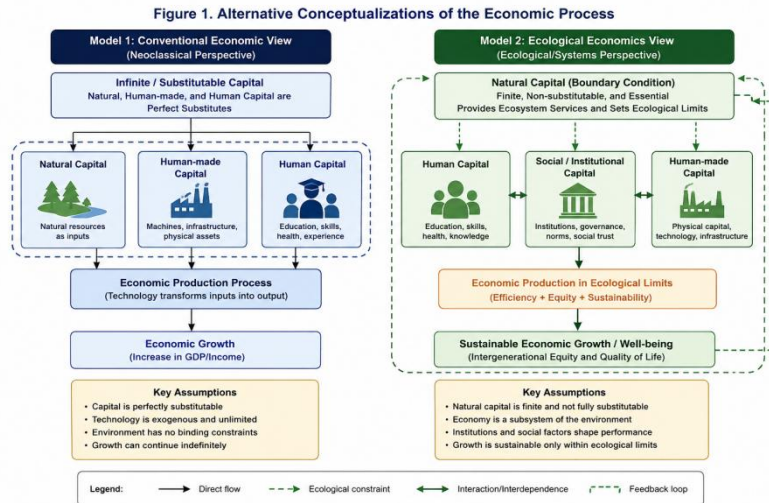 Figure 1. Alternative Conceptualizations of the Economic Process
Model 1: Conventional Economic View
(Neoclassical Perspective)
Infinite / Substitutable Capital
Natural, Human-made, and Human Capital are
Perfect Substitutes
Natural Capital
Natural resources
as inputs
Human-made
Capital
Machines, infrastructure,
physical assets
Human Capital
Education, skills,
health, experience
Economic Production Process
(Technology transforms inputs into output)
Economic Growth
(Increase in GDP/Income)
Key Assumptions
• Capital is perfectly substitutable
• Technology is exogenous and unlimited
• Environment has no binding constraints
• Growth can continue indefinitely
Model 2: Ecological Economics View
(Ecological/Systems Perspective)
Natural Capital (Boundary Condition)
Finite, Non-substitutable, and Essential
Provides Ecosystem Services and Sets Ecological Limits
Human Capital
Education, skills,
health, knowledge
Social / Institutional
Capital
Institutions, governance,
norms, social trust
Human-made
Capital
Physical capital,
technology, infrastructure
Economic Production in Ecological Limits
(Efficiency + Equity + Sustainability)
Sustainable Economic Growth / Well-being
(Intergenerational Equity and Quality of Life)
Key Assumptions
• Natural capital is finite and not fully substitutable
• Economy is a subsystem of the environment
• Institutions and social factors shape performance
• Growth is sustainable only within ecological limits
Legend:
Direct flow
Ecological constraint
Interaction/Interdependence
Feedback loop